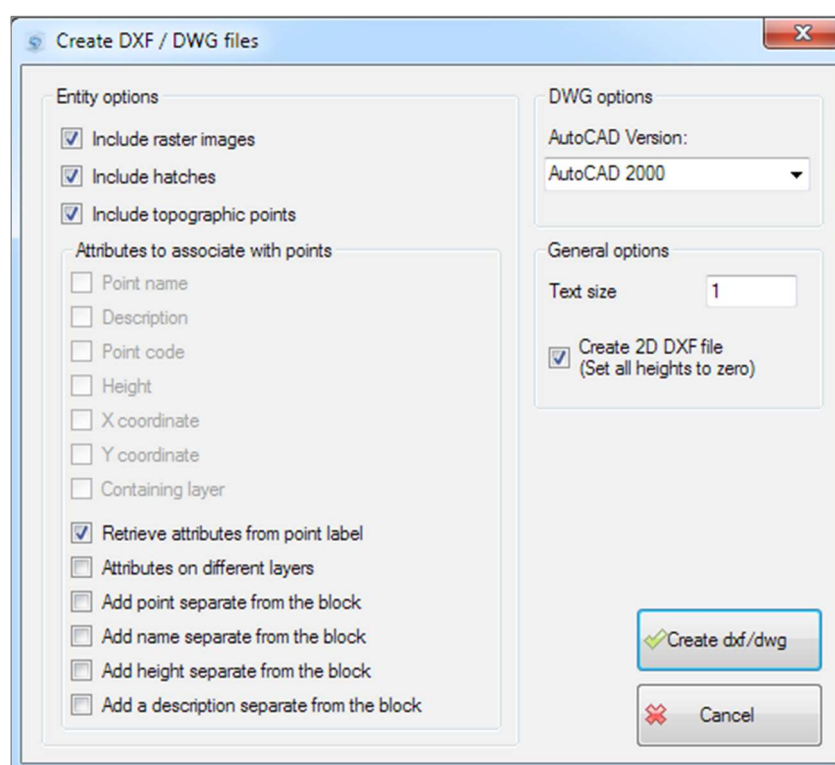 Create DXF / DWG files
Entity options
Include raster images
Include hatches
Include topographic points
Attributes to associate with points
Point name
Description
Point code
Height
X coordinate
Y coordinate
Containing layer
Retrieve attributes from point label
Attributes on different layers
Add point separate from the block
Add name separate from the block
Add height separate from the block
Add a description separate from the block
DWG options
AutoCAD Version:
AutoCAD 2000
General options
Text size 1
Create 2D DXF file
(Set all heights to zero)
Create dxf/dwg
Cancel